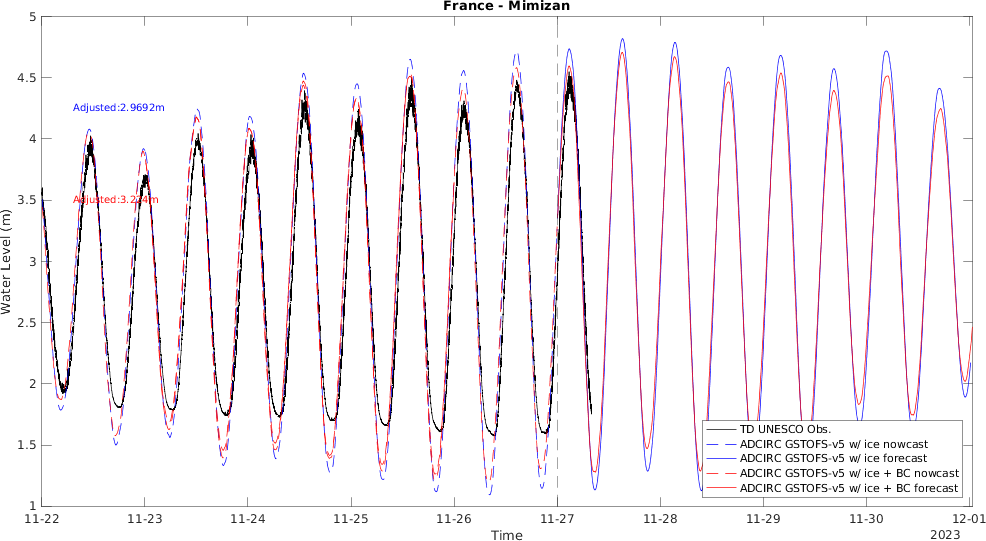 France - Mimizan
5
4.5
4
3.5
3
2.5
2
1.5
1
Water Level (m)
Adjusted:2.9692m
Adjusted:3.224m
TD UNESCO Obs.
ADCIRC GSTOFS-v5 w/ ice nowcast
ADCIRC GSTOFS-v5 w/ ice forecast
ADCIRC GSTOFS-v5 w/ ice + BC nowcast
ADCIRC GSTOFS-v5 w/ ice + BC forecast
11-22 11-23 11-24 11-25 11-26 11-27 11-28 11-29 11-30 12-01
Time
2023